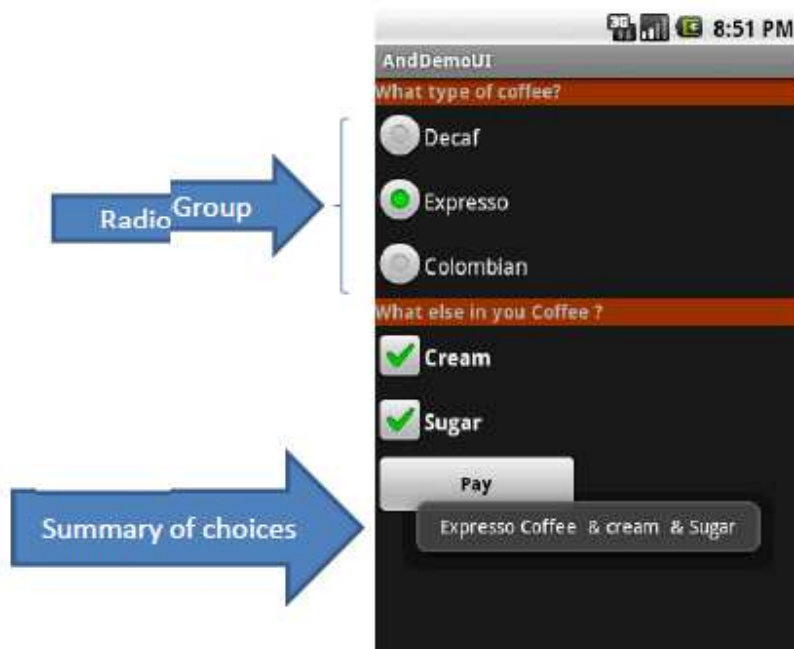 3G
8:51 PM
AndDemoUI
What type of coffee?
Decaf
Radio Group
Expresso
Colombian
What else in you Coffee ?
Cream
Sugar
Pay
Summary of choices
Expresso Coffee & cream & Sugar